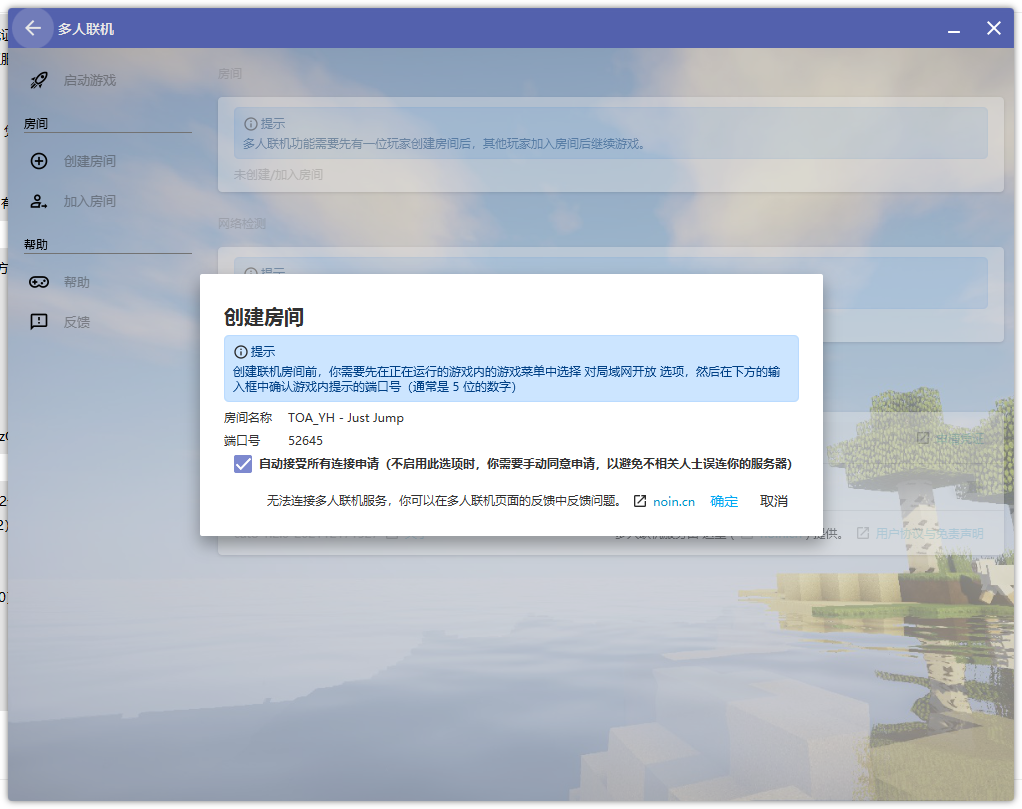 多人联机
启动游戏
房间
创建房间
加入房间
帮助
帮助
反馈
房间
提示
多人联机功能需要先有一位玩家创建房间后，其他玩家加入房间后继续游戏。
未创建/加入房间
网络检测
提示
创建房间
提示
创建联机房间前，你需要先在正在运行的游戏内的游戏菜单中选择 对局域网开放 选项，然后在下方的输
入框中确认游戏内提示的端口号（通常是 5 位的数字）
房间名称 TOA_YH - Just Jump
端口号 52645
自动接受所有连接申请（不启用此选项时，你需要手动同意申请，以避免不相关人士误连你的服务器）
无法连接多人联机服务，你可以在多人联机页面的反馈中反馈问题。 noin.cn 确定 取消
提供。 用户协议与免责声明